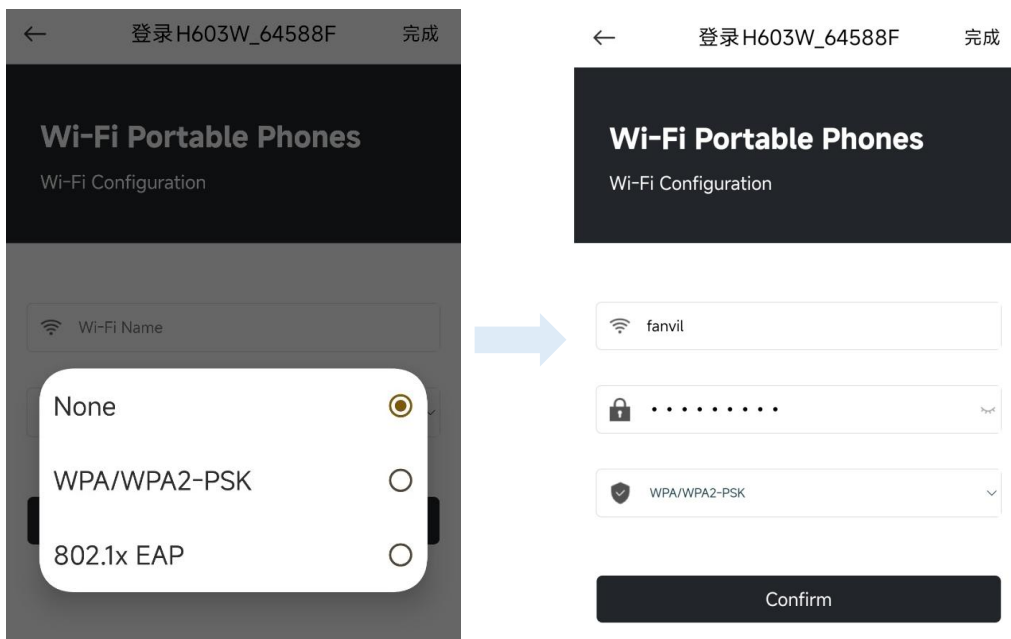 登录H603W_64588F 完成
Wi-Fi Portable Phones
Wi-Fi Configuration
Wi-Fi Name
None
WPA/WPA2-PSK
802.1x EAP
登录H603W_64588F 完成
Wi-Fi Portable Phones
Wi-Fi Configuration
fanvil
WPA/WPA2-PSK
Confirm